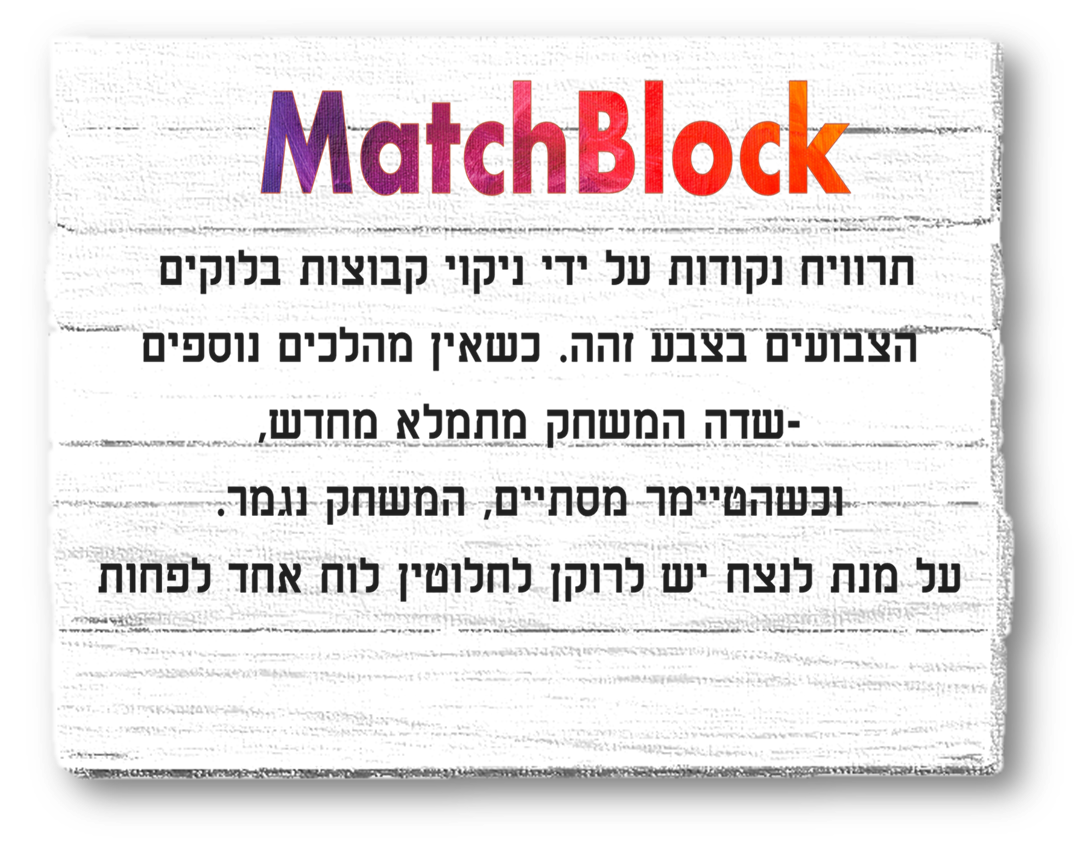 MatchBlock
תרוויח נקודות על ידי ניקוי קבוצות בלוקים
הצבועים בצבע זהה. כשאין מהלכים נוספים
-שדה המשחק מתמלא מחדש,
וכשהטיימר מסתיים, המשחק נגמר.
על מנת לנצח יש לרוקן לחלוטין לוח אחד לפחות